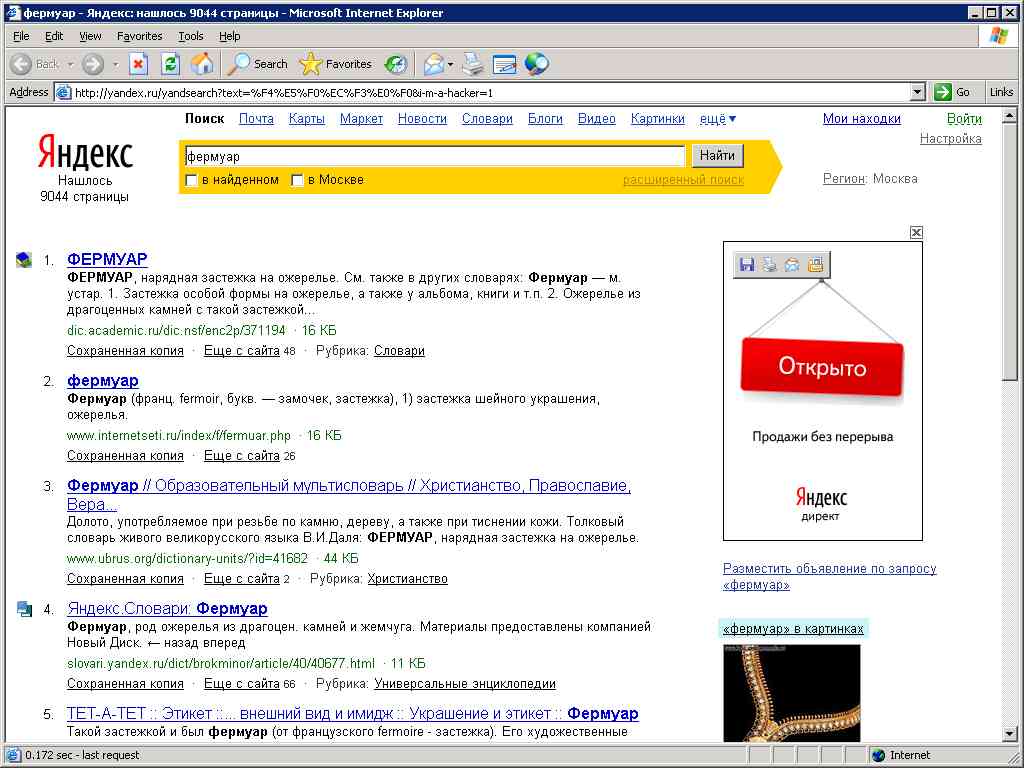 фермуар - Яндекс: нашлось 9044 страницы - Microsoft Internet Explorer
File Edit View Favorites Tools Help
Back Search Favorites
Address http://yandex.ru/yandsearch?text=%F4%E5%F0%EC%F3%E0%F0&i-m-a-hacker=1 Go Links
Поиск Почта Карты Маркет Новости Словари Блоги Видео Картинки ещё▼ Мои находки Войти
Настройка
Яндекс
Нашлось
9044 страницы
фермуар Найти
в найденном в Москве расширенный поиск
Регион: Москва
1. ФЕРМУАР
ФЕРМУАР, нарядная застежка на ожерелье. См. также в других словарях: Фермуар — м.
устар. 1. Застежка особой формы на ожерелье, а также у альбома, книги и т.п. 2. Ожерелье из
драгоценных камней с такой застежкой...
dic.academic.ru/dic.nsf/enc2p/371194 · 16 КБ
Сохраненная копия · Еще с сайта 48 · Рубрика: Словари
2. фермуар
Фермуар (франц. fermoir, букв. — замочек, застежка), 1) застежка шейного украшения,
ожерелья.
www.internetseti.ru/index/f/fermuar.php · 16 КБ
Сохраненная копия · Еще с сайта 26
3. Фермуар // Образовательный мультисловарь // Христианство, Православие,
Вера...
Долото, употребляемое при резьбе по камню, дереву, а также при тиснении кожи. Толковый
словарь живого великорусского языка В.И.Даля: ФЕРМУАР, нарядная застежка на ожерелье.
www.ubrus.org/dictionary-units/?id=41682 · 44 КБ
Сохраненная копия · Еще с сайта 2 · Рубрика: Христианство
4. Яндекс.Словари: Фермуар
Фермуар, род ожерелья из драгоцен. камней и жемчуга. Материалы предоставлены компанией
Новый Диск. ← назад вперед
slovari.yandex.ru/dict/brokminor/article/40/40677.html · 11 КБ
Сохраненная копия · Еще с сайта 66 · Рубрика: Универсальные энциклопедии
5. ТЕТ-А-ТЕТ :: Этикет ::... внешний вид и имидж :: Украшение и этикет :: Фермуар
Такой застежкой и был фермуар (от французского fermoire - застежка). Его художественные
Открыто
Продажи без перерыва
Яндекс
директ
Разместить объявление по запросу
«фермуар»
«фермуар» в картинках
0.172 sec - last request Internet